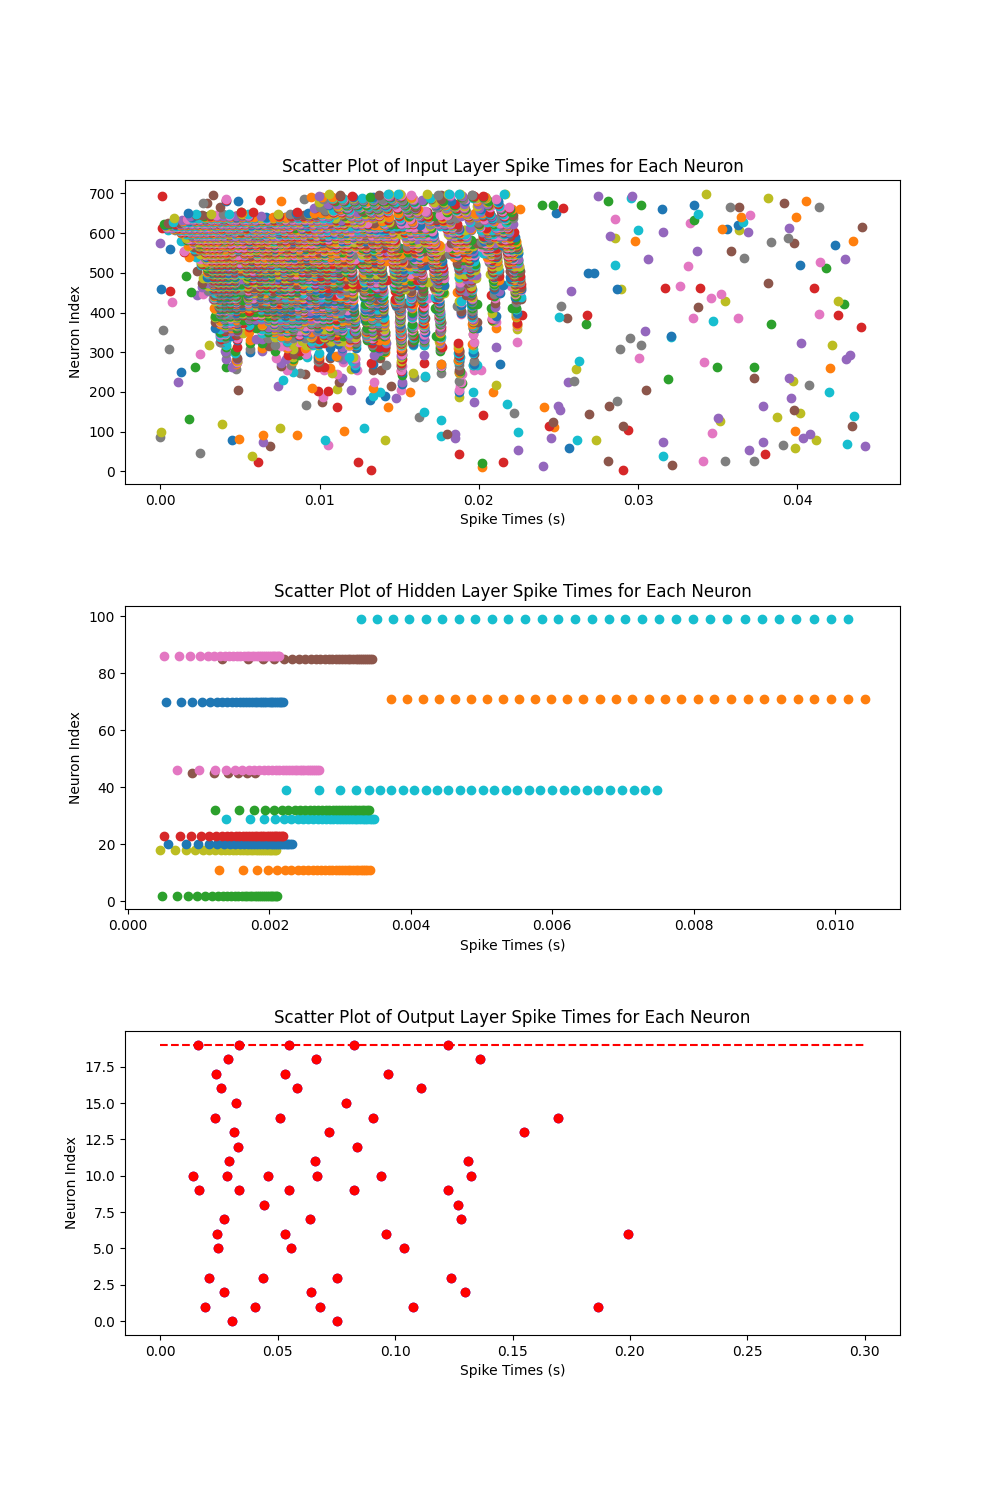 Scatter Plot of Input Layer Spike Times for Each Neuron
Neuron Index
700
600
500
400
300
200
100
0
0.00 0.01 0.02 0.03 0.04
Spike Times (s)
Scatter Plot of Hidden Layer Spike Times for Each Neuron
Neuron Index
100
80
60
40
20
0
0.000 0.002 0.004 0.006 0.008 0.010
Spike Times (s)
Scatter Plot of Output Layer Spike Times for Each Neuron
Neuron Index
17.5
15.0
12.5
10.0
7.5
5.0
2.5
0.0
0.00 0.05 0.10 0.15 0.20 0.25 0.30
Spike Times (s)